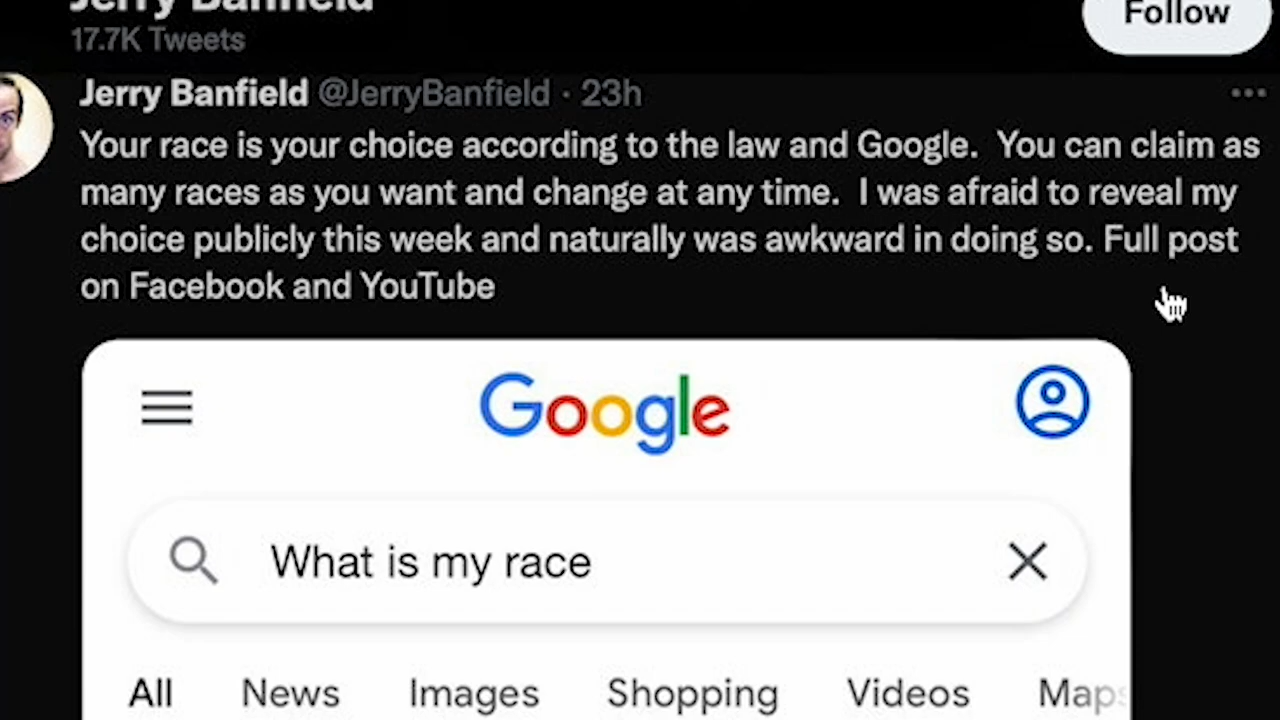 Jerry Banfield
17.7K Tweets
Follow
Jerry Banfield @JerryBanfield · 23h
Your race is your choice according to the law and Google. You can claim as
many races as you want and change at any time. I was afraid to reveal my
choice publicly this week and naturally was awkward in doing so. Full post
on Facebook and YouTube
Google
What is my race
All News Images Shopping Videos Maps